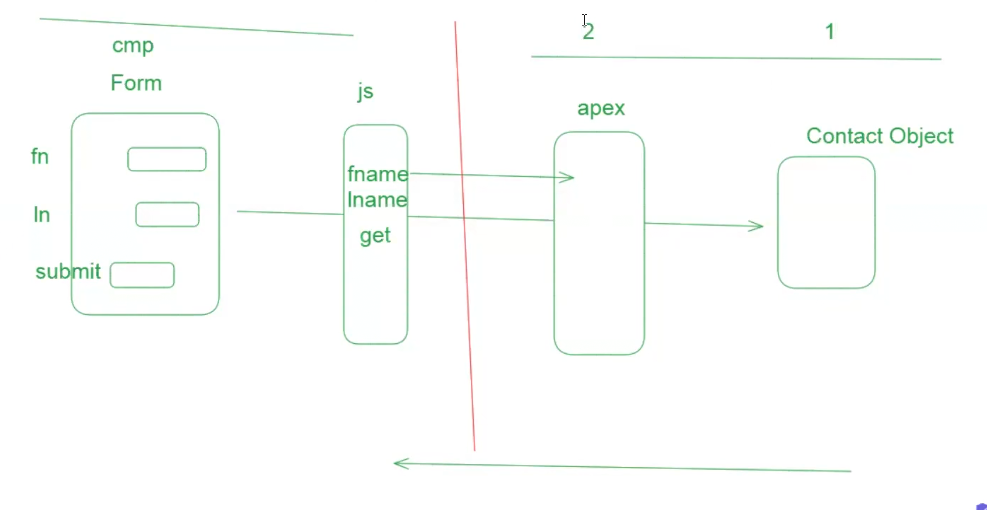 cmp
Form
fn
ln
submit
js
fname
lname
get
2
1
apex
Contact Object